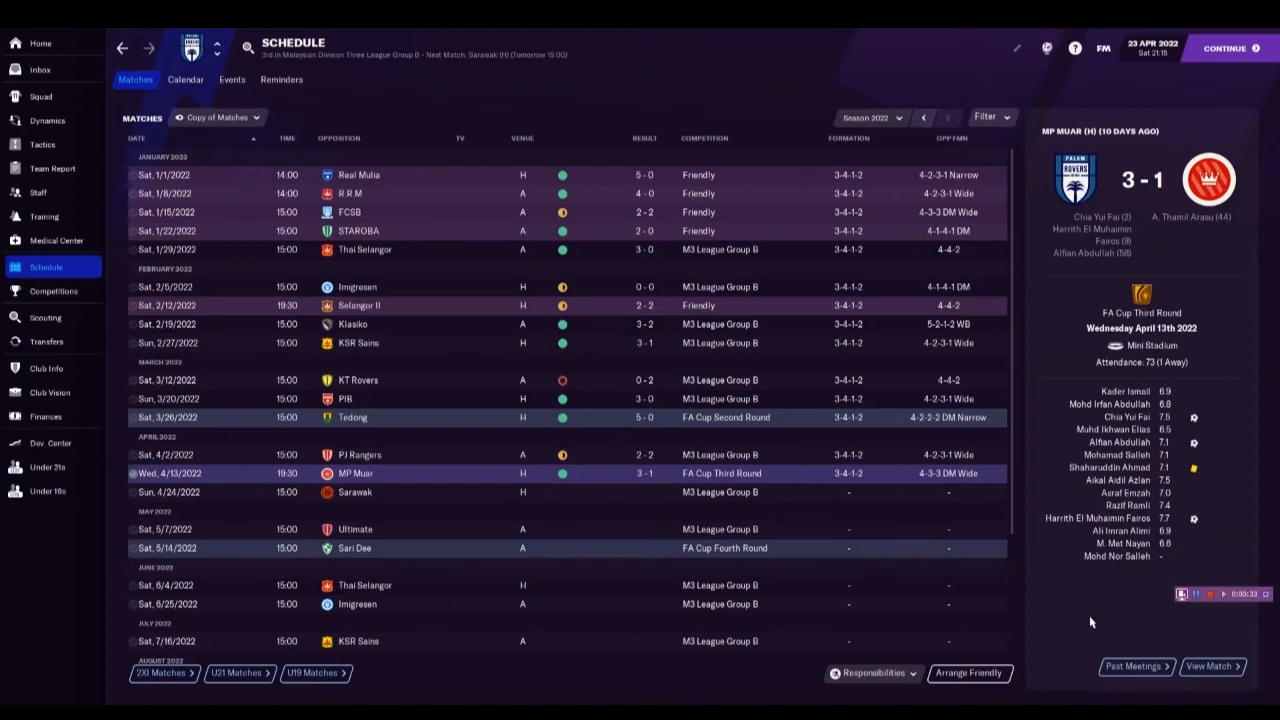 Home
Inbox
Squad
Dynamics
Tactics
Team Report
Staff
Training
Medical Center
Schedule
Competitions
Scouting
Transfers
Club Info
Club Vision
Finances
Dev. Center
Under 21s
Under 19s
SCHEDULE
3rd in Malaysian Division Three League Group B - Next Match: Sarawak (H) (Tomorrow 15:00)
FM
23 APR 2022
Sat 21:15
CONTINUE
Matches Calendar Events Reminders
MATCHES Copy of Matches Season 2022 Filter
DATE TIME OPPOSITION TV VENUE RESULT COMPETITION FORMATION OPP FMN
JANUARY 2022
Sat, 1/1/2022 14:00 Real Mulia H 5 - 0 Friendly 3-4-1-2 4-2-3-1 Narrow
Sat, 1/8/2022 14:00 R.R.M A 4 - 0 Friendly 3-4-1-2 4-2-3-1 Wide
Sat, 1/15/2022 15:00 FCSB A 2 - 2 Friendly 3-4-1-2 4-3-3 DM Wide
Sat, 1/22/2022 15:00 STAROBA A 2 - 0 Friendly 3-4-1-2 4-1-4-1 DM
Sat, 1/29/2022 15:00 Thai Selangor A 3 - 0 M3 League Group B 3-4-1-2 4-4-2
FEBRUARY 2022
Sat, 2/5/2022 15:00 Imigresen H 0 - 0 M3 League Group B 3-4-1-2 4-1-4-1 DM
Sat, 2/12/2022 19:30 Selangor II H 2 - 2 Friendly 3-4-1-2 4-4-2
Sat, 2/19/2022 15:00 Klasiko A 3 - 2 M3 League Group B 3-4-1-2 5-2-1-2 WB
Sun, 2/27/2022 15:00 KSR Sains H 3 - 1 M3 League Group B 3-4-1-2 4-2-3-1 Wide
MARCH 2022
Sat, 3/12/2022 15:00 KT Rovers A 0 - 2 M3 League Group B 3-4-1-2 4-4-2
Sun, 3/20/2022 15:00 PIB H 3 - 0 M3 League Group B 3-4-1-2 4-2-3-1 Wide
Sat, 3/26/2022 15:00 Tedong H 5 - 0 FA Cup Second Round 3-4-1-2 4-2-2-2 DM Narrow
APRIL 2022
Sat, 4/2/2022 15:00 PJ Rangers A 2 - 2 M3 League Group B 3-4-1-2 4-2-3-1 Wide
Wed, 4/13/2022 19:30 MP Muar H 3 - 1 FA Cup Third Round 3-4-1-2 4-3-3 DM Wide
Sun, 4/24/2022 15:00 Sarawak H M3 League Group B - -
MAY 2022
Sat, 5/7/2022 15:00 Ultimate A M3 League Group B - -
Sat, 5/14/2022 15:00 Sari Dee A FA Cup Fourth Round - -
JUNE 2022
Sat, 6/4/2022 15:00 Thai Selangor H M3 League Group B - -
Sat, 6/25/2022 15:00 Imigresen A M3 League Group B - -
JULY 2022
Sat, 7/16/2022 15:00 KSR Sains A M3 League Group B - -
AUGUST 2022
2XI Matches U21 Matches U19 Matches Responsibilities Arrange Friendly
MP MUAR (H) (10 DAYS AGO)
PALAM
ROVERS
3 - 1
Chia Yui Fai (2) A. Thamil Arasu (44)
Harrith El Muhaimin
Fairos (9)
Alfian Abdullah (58)
FA Cup Third Round
Wednesday April 13th 2022
Mini Stadium
Attendance: 73 (1 Away)
Kader Ismail 6.9
Mohd Irfan Abdullah 6.8
Chia Yui Fai 7.5
Muhd Ikhwan Elias 6.5
Alfian Abdullah 7.1
Mohamad Salleh 7.1
Shaharuddin Ahmad 7.1
Aikal Aidil Azlan 7.5
Asraf Emzah 7.0
Razif Ramli 7.4
Harrith El Muhaimin Fairos 7.7
Ali Imran Alimi 6.9
M. Mat Nayan 6.6
Mohd Nor Salleh -
0:00:33
Past Meetings View Match